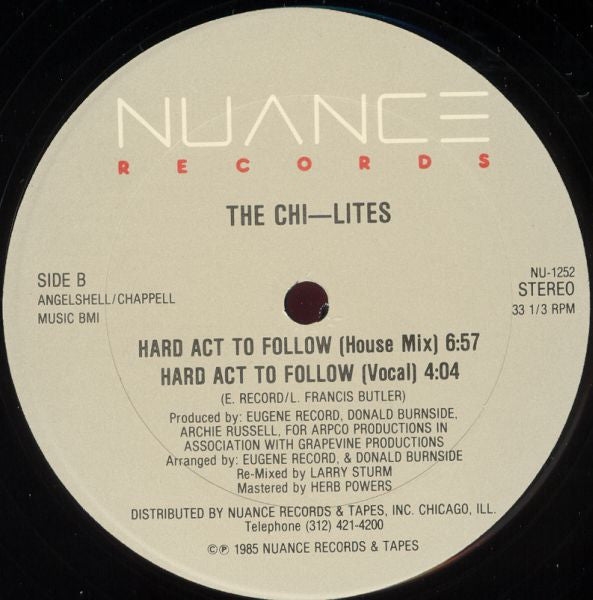 NUANCE
RECORDS
THE CHI—LITES
SIDE B
ANGELSHELL/CHAPPELL
MUSIC BMI
NU-1252
STEREO
33 1/3 RPM
HARD ACT TO FOLLOW (House Mix) 6:57
HARD ACT TO FOLLOW (Vocal) 4:04
(E. RECORD/L. FRANCIS BUTLER)
Produced by: EUGENE RECORD, DONALD BURNSIDE,
ARCHIE RUSSELL, FOR ARPCO PRODUCTIONS IN
ASSOCIATION WITH GRAPEVINE PRODUCTIONS
Arranged by: EUGENE RECORD, & DONALD BURNSIDE
Re-Mixed by LARRY STURM
Mastered by HERB POWERS
DISTRIBUTED BY NUANCE RECORDS & TAPES, INC. CHICAGO, ILL.
Telephone (312) 421-4200
©℗ 1985 NUANCE RECORDS & TAPES